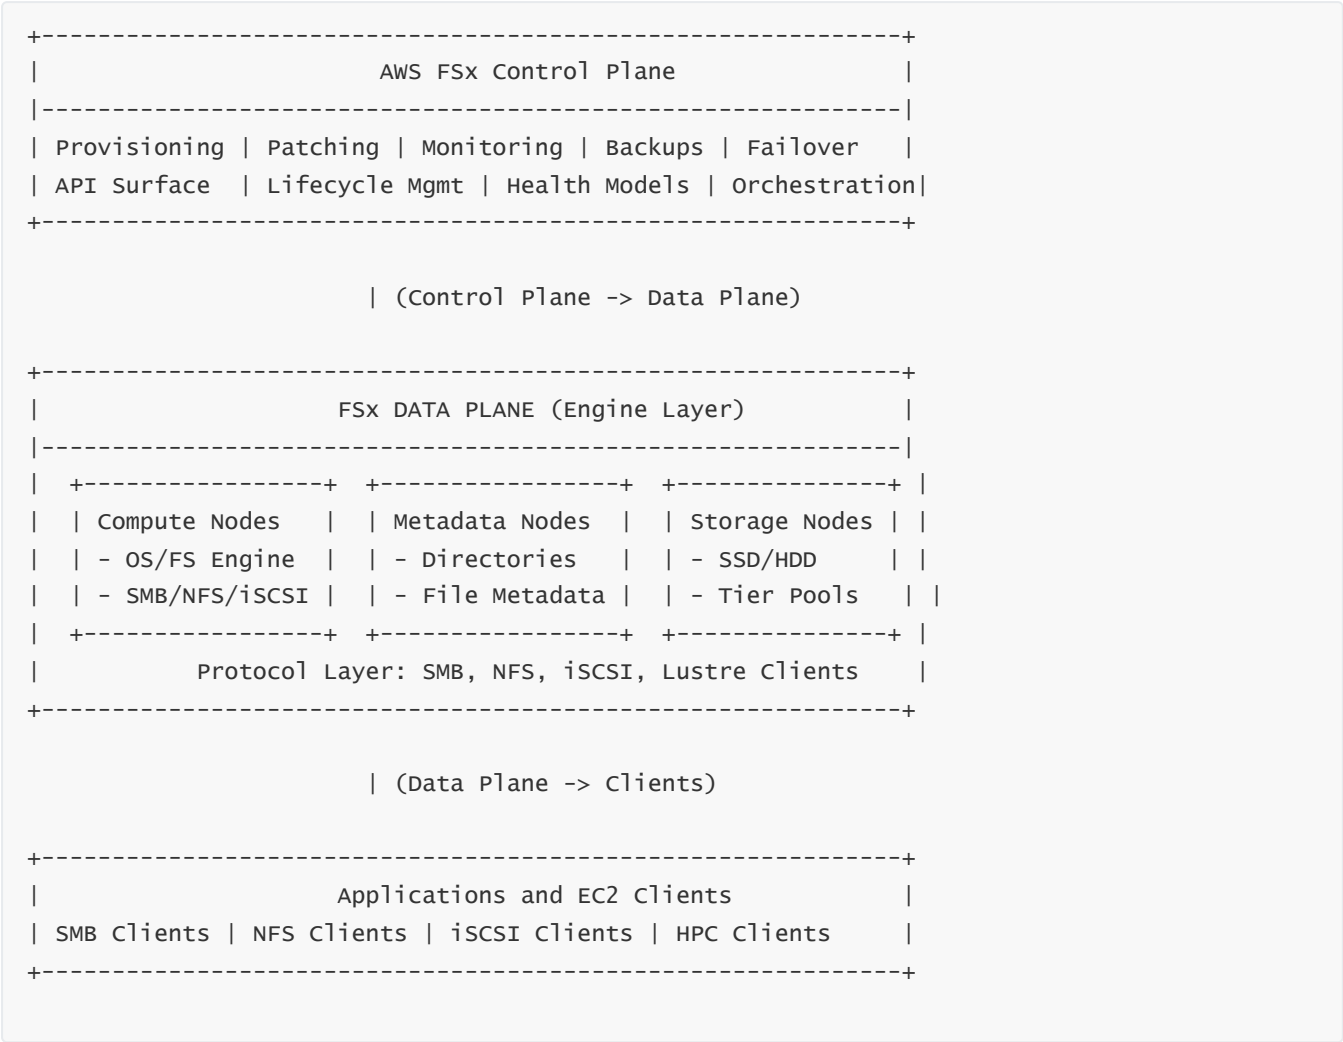 +-------------------------------------------------------------+
|                        AWS FSx Control Plane                |
|-------------------------------------------------------------|
| Provisioning | Patching | Monitoring | Backups | Failover   |
| API Surface  | Lifecycle Mgmt | Health Models | Orchestration|
+-------------------------------------------------------------+
                        | (Control Plane -> Data Plane)
+-------------------------------------------------------------+
|                     FSx DATA PLANE (Engine Layer)           |
|-------------------------------------------------------------|
|  +-----------------+  +-----------------+  +---------------+ |
|  | Compute Nodes   |  | Metadata Nodes  |  | Storage Nodes | |
|  | - OS/FS Engine  |  | - Directories   |  | - SSD/HDD     | |
|  | - SMB/NFS/iSCSI |  | - File Metadata |  | - Tier Pools   | |
|  +-----------------+  +-----------------+  +---------------+ |
|           Protocol Layer: SMB, NFS, iSCSI, Lustre Clients    |
+-------------------------------------------------------------+
                        | (Data Plane -> Clients)
+-------------------------------------------------------------+
|                     Applications and EC2 Clients            |
| SMB Clients | NFS Clients | iSCSI Clients | HPC Clients     |
+-------------------------------------------------------------+